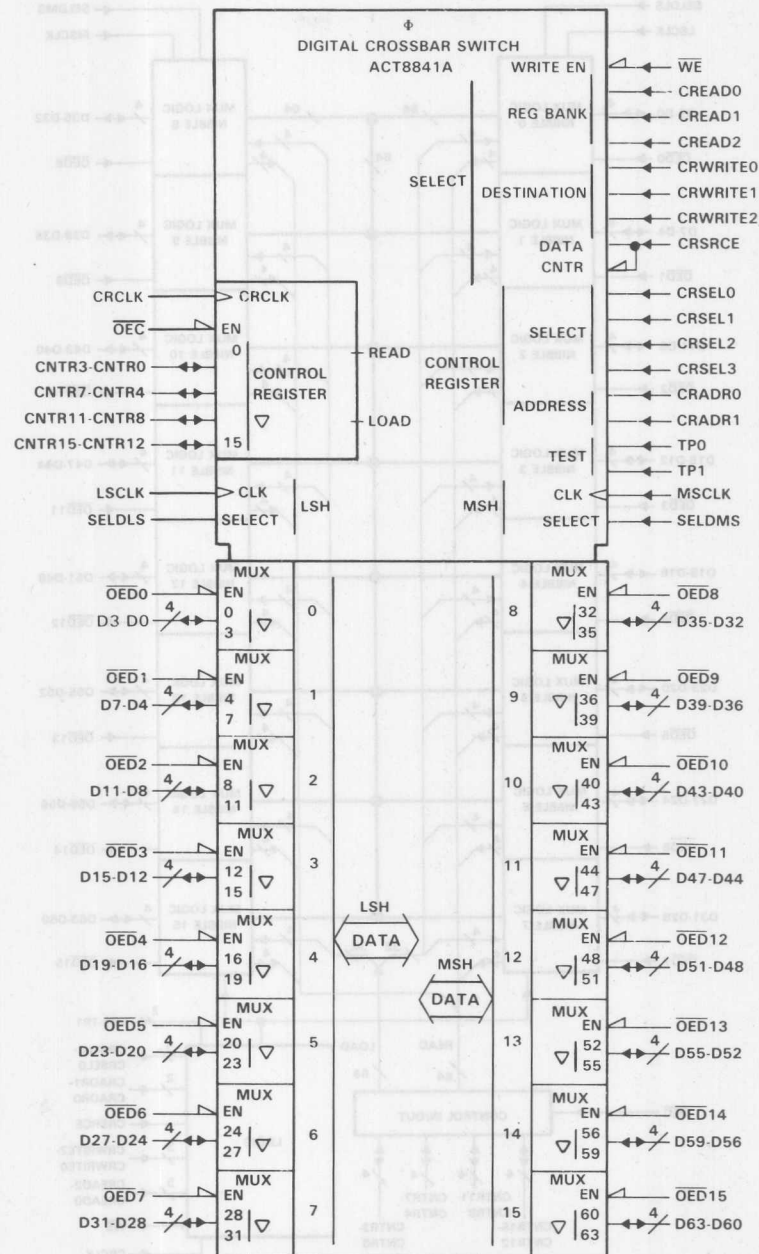 Φ
DIGITAL CROSSBAR SWITCH
ACT8841A
WRITE EN
WE
REG BANK
CREAD0
CREAD1
CREAD2
SELECT
DESTINATION
CRWRITE0
CRWRITE1
CRWRITE2
DATA
CNTR
CRSRCE
CRCLK
CRCLK
OEC
EN
0
CNTR3-CNTR0
CNTR7-CNTR4
CNTR11-CNTR8
CNTR15-CNTR12
CONTROL
REGISTER
15
READ
LOAD
CONTROL
REGISTER
SELECT
CRSEL0
CRSEL1
CRSEL2
CRSEL3
ADDRESS
CRADR0
CRADR1
TEST
TP0
TP1
LSCLK
CLK
LSH
SELDLS
SELECT
MSH
CLK
MSCLK
SELECT
SELDMS
MUX
OED0
EN
D3-D0
4
0
3
0
MUX
OED1
EN
D7-D4
4
4
7
1
MUX
OED2
EN
D11-D8
4
8
11
2
MUX
OED3
EN
D15-D12
4
12
15
3
MUX
OED4
EN
D19-D16
4
16
19
4
MUX
OED5
EN
D23-D20
4
20
23
5
MUX
OED6
EN
D27-D24
4
24
27
6
MUX
OED7
EN
D31-D28
4
28
31
7
LSH
DATA
MSH
DATA
MUX
8
EN
OED8
32
35
4
D35-D32
MUX
9
EN
OED9
36
39
4
D39-D36
MUX
10
EN
OED10
40
43
4
D43-D40
MUX
11
EN
OED11
44
47
4
D47-D44
MUX
12
EN
OED12
48
51
4
D51-D48
MUX
13
EN
OED13
52
55
4
D55-D52
MUX
14
EN
OED14
56
59
4
D59-D56
MUX
15
EN
OED15
60
63
4
D63-D60